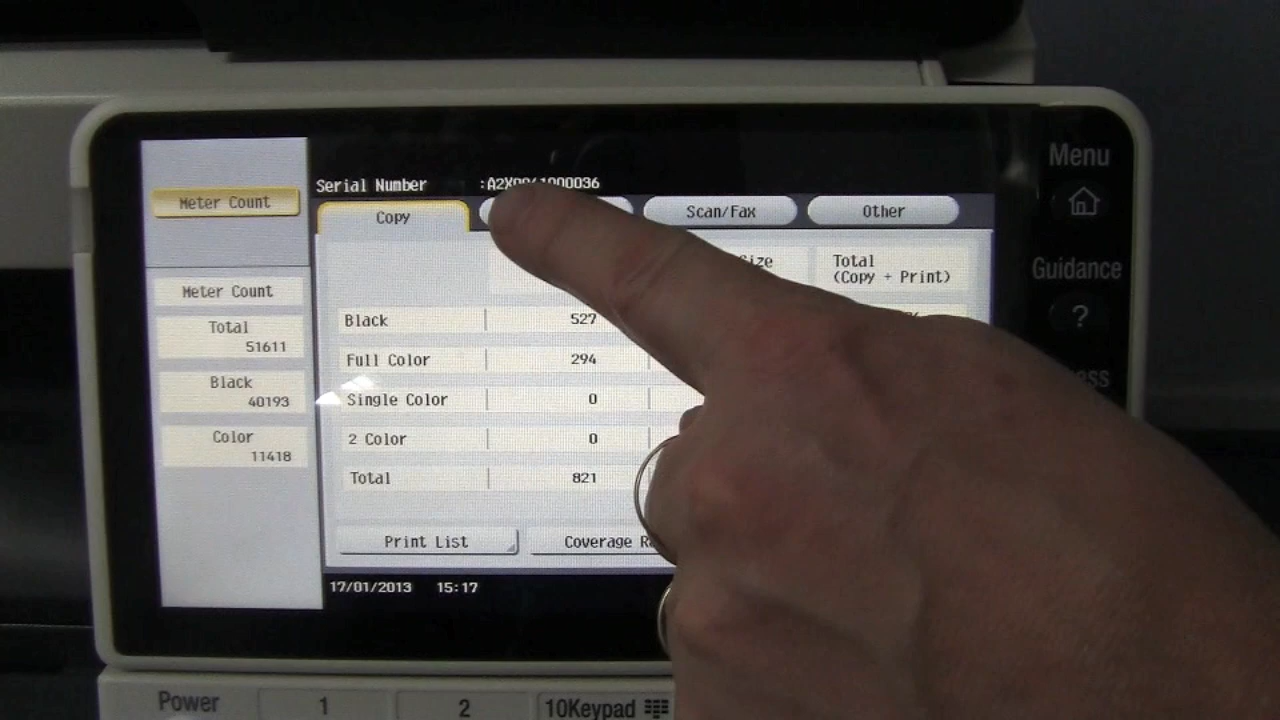 Menu
Serial Number
Meter Count
Copy
Scan/Fax
Other
Guidance
Total
(Copy + Print)
Meter Count
Black 527
?
Total
51611
Full Color 294
Black
40193
Single Color 0
Color
11418
2 Color 0
Total 821
Print List
Coverage
17/01/2013 15:17
Power
1
2
10Keypad